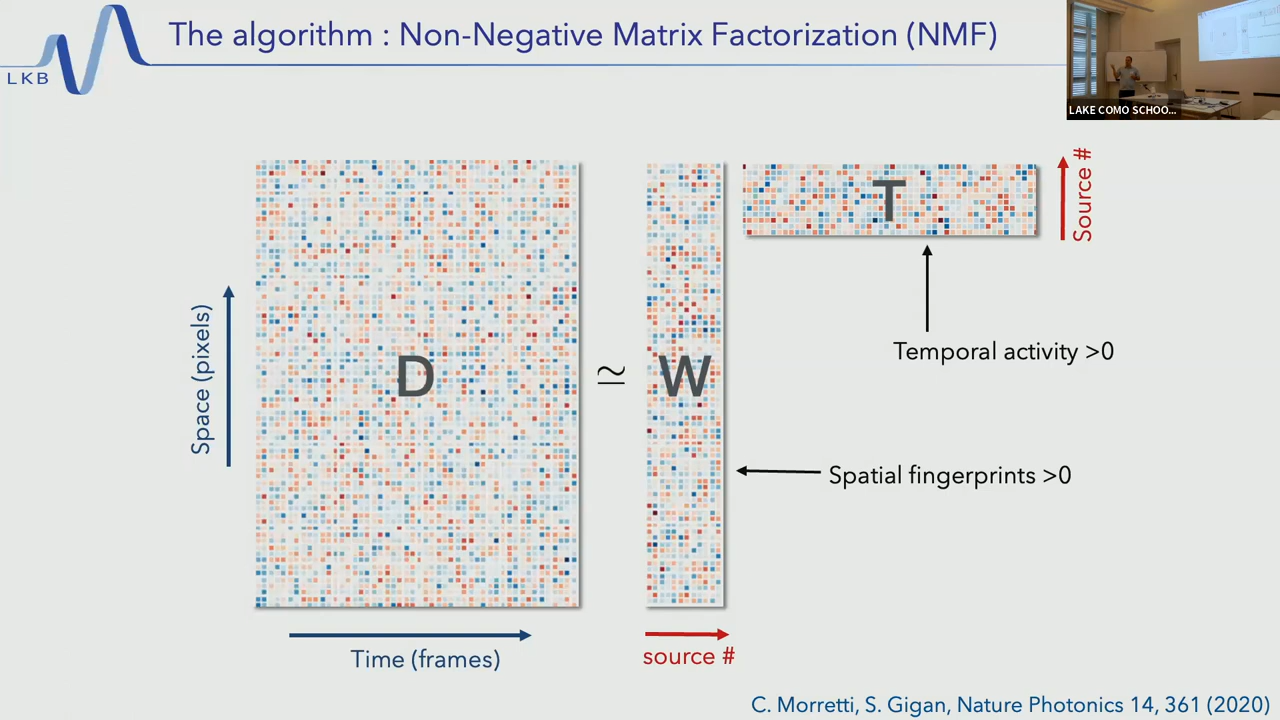 The algorithm : Non-Negative Matrix Factorization (NMF)
LKB
LAKE COMO SCHOO...
Source #
T
Temporal activity >0
Space (pixels)
D
≃
W
Spatial fingerprints >0
Time (frames)
source #
C. Morretti, S. Gigan, Nature Photonics 14, 361 (2020)